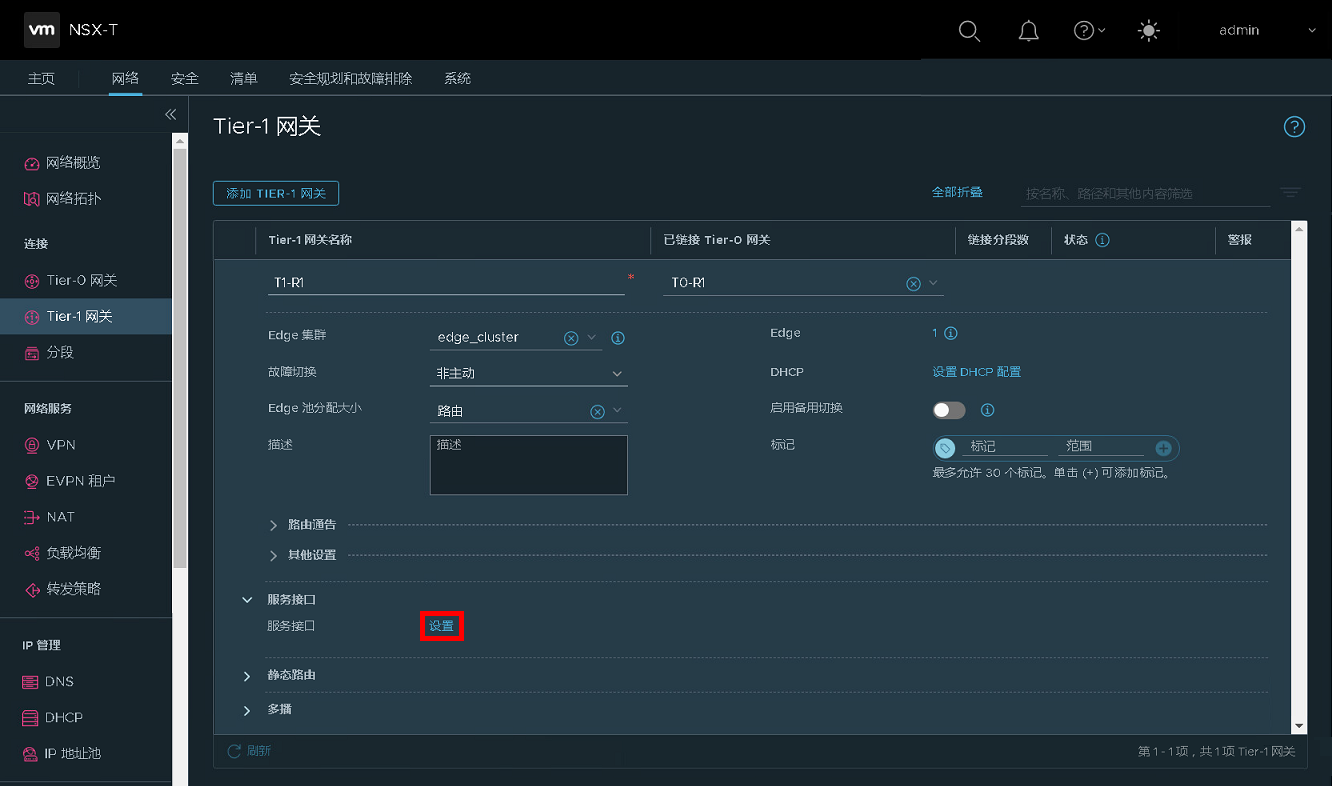 vm NSX-T admin
主页 网络 安全 清单 安全规划和故障排除 系统
Tier-1 网关
网络概览
网络拓扑
连接
Tier-0 网关
Tier-1 网关
分段
网络服务
VPN
EVPN 租户
NAT
负载均衡
转发策略
IP 管理
DNS
DHCP
IP 地址池
添加 TIER-1 网关 全部折叠 按名称、路径和其他内容筛选
Tier-1 网关名称 已链接 Tier-0 网关 链接分段数 状态 警报
T1-R1 * T0-R1
Edge 集群 edge_cluster Edge 1
故障切换 非主动 DHCP 设置 DHCP 配置
Edge 池分配大小 路由 启用备用切换
描述 描述 标记 标记 范围
最多允许 30 个标记。单击 (+) 可添加标记。
路由通告
其他设置
服务接口
服务接口 设置
静态路由
多播
刷新 第 1 - 1 项，共 1 项 Tier-1 网关